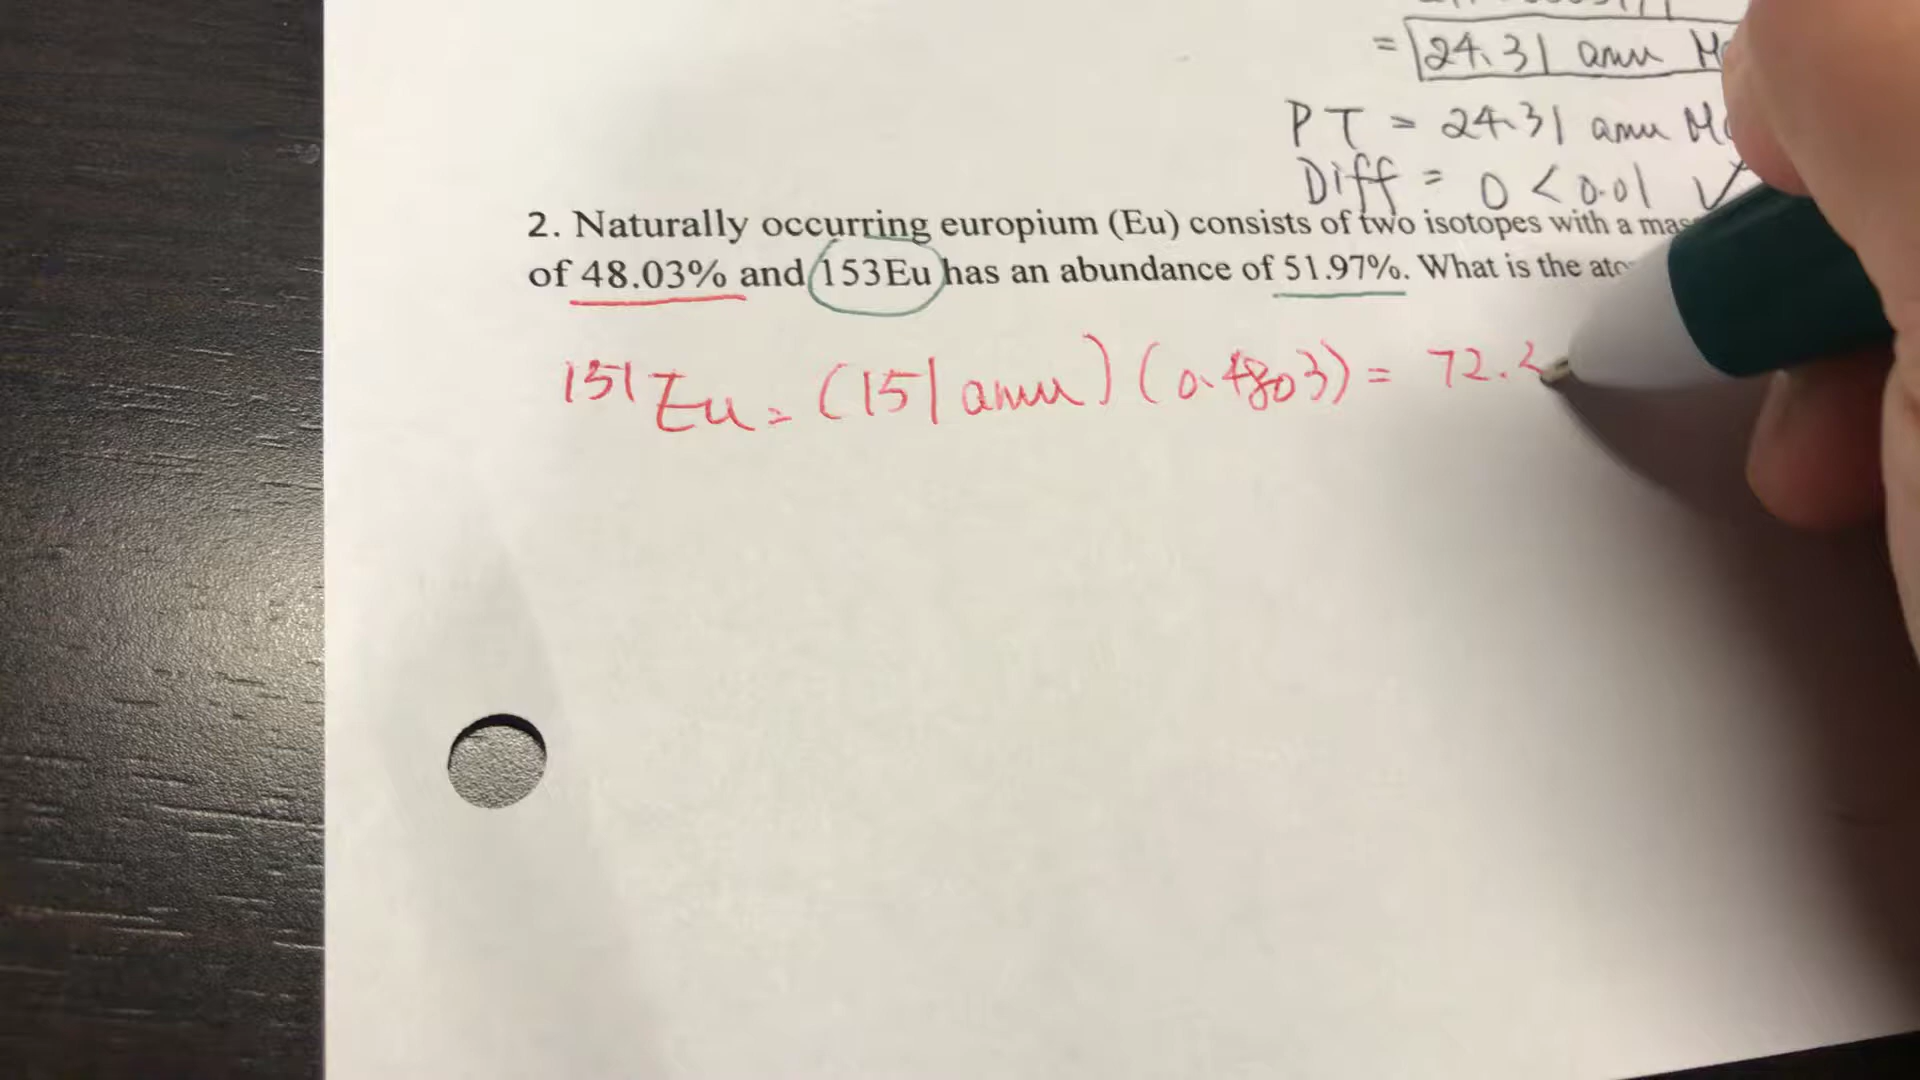 = 24.31 amu
PT = 24.31 amu
Diff = 0 < 0.01 ✓
2. Naturally occurring europium (Eu) consists of two isotopes with a
of 48.03% and 153Eu has an abundance of 51.97%. What is the
151Eu = (151 amu) (0.4803) = 72.